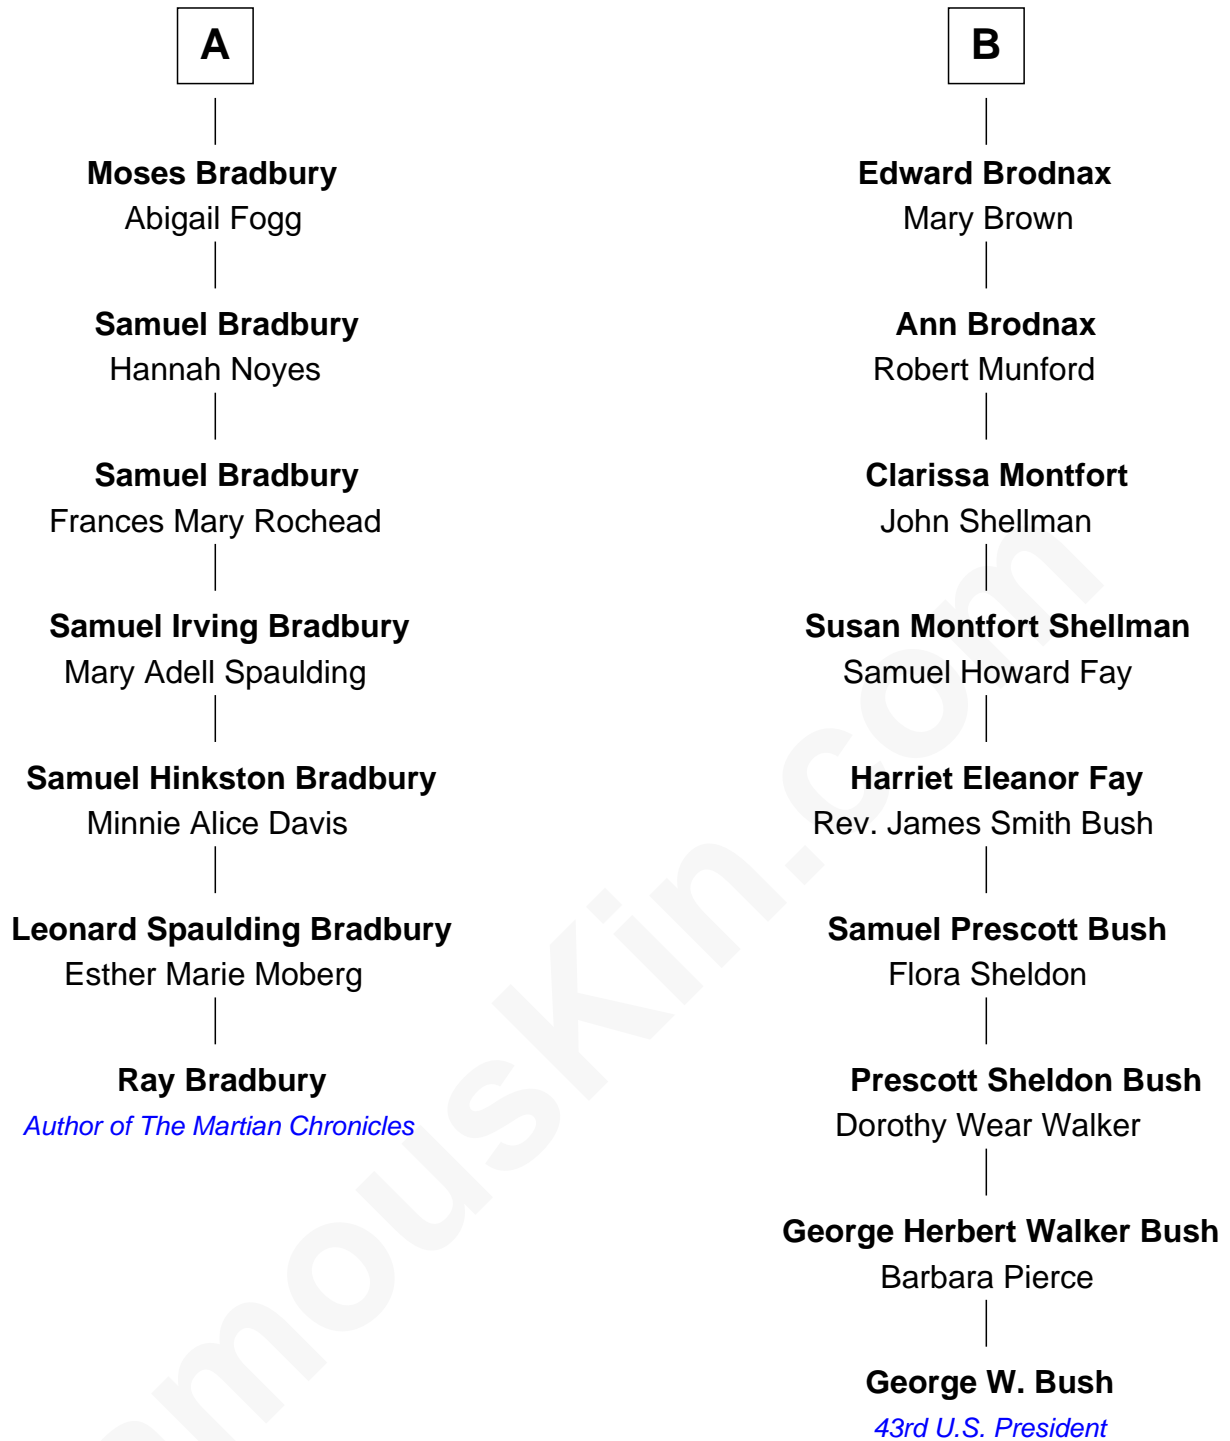 A
Moses Bradbury
Abigail Fogg
Samuel Bradbury
Hannah Noyes
Samuel Bradbury
Frances Mary Rochead
Samuel Irving Bradbury
Mary Adell Spaulding
Samuel Hinkston Bradbury
Minnie Alice Davis
Leonard Spaulding Bradbury
Esther Marie Moberg
Ray Bradbury
Author of The Martian Chronicles
B
Edward Brodnax
Mary Brown
Ann Brodnax
Robert Munford
Clarissa Montfort
John Shellman
Susan Montfort Shellman
Samuel Howard Fay
Harriet Eleanor Fay
Rev. James Smith Bush
Samuel Prescott Bush
Flora Sheldon
Prescott Sheldon Bush
Dorothy Wear Walker
George Herbert Walker Bush
Barbara Pierce
George W. Bush
43rd U.S. President
amousKin.com